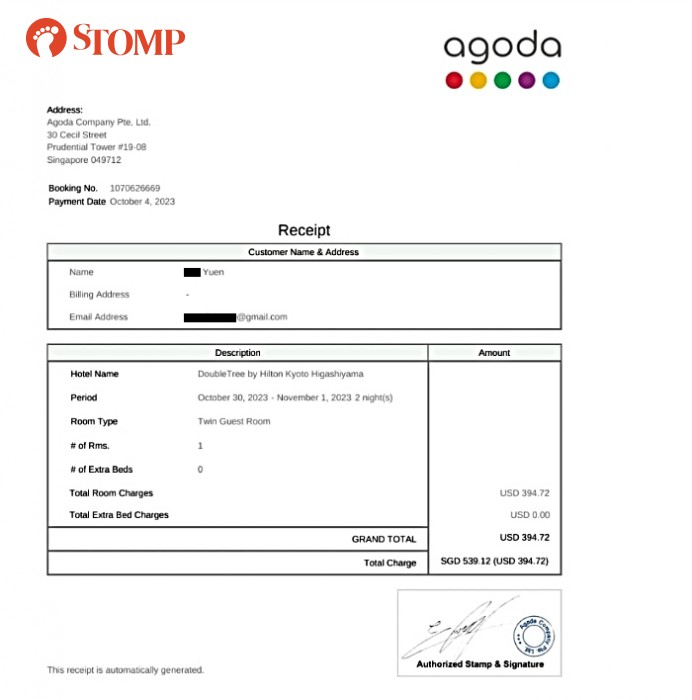 STOMP
agoda
Address:
Agoda Company Pte, Ltd.
30 Cecil Street
Prudential Tower #19-08
Singapore 049712
Booking No. 1070626669
Payment Date October 4, 2023
Receipt
Customer Name & Address
Name Yuen
Billing Address -
Email Address @gmail.com
Description Amount
Hotel Name DoubleTree by Hilton Kyoto Higashiyama
Period October 30, 2023 - November 1, 2023 2 night(s)
Room Type Twin Guest Room
# of Rms. 1
# of Extra Beds 0
Total Room Charges USD 394.72
Total Extra Bed Charges USD 0.00
GRAND TOTAL USD 394.72
Total Charge SGD 539.12 (USD 394.72)
Agoda Company Pte. Ltd.
Authorized Stamp & Signature
This receipt is automatically generated.